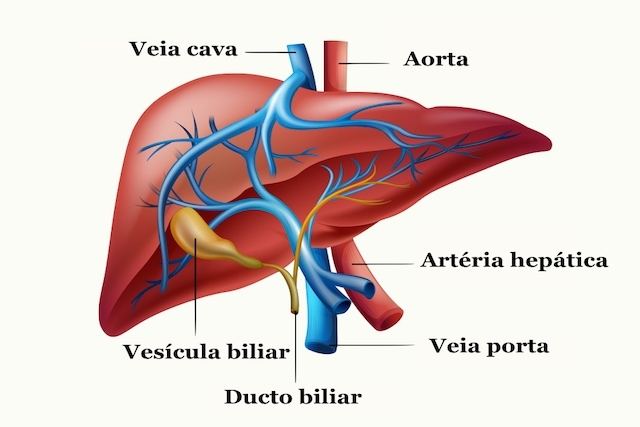 Veia cava
Aorta
Artéria hepática
Veia porta
Vesícula biliar
Ducto biliar